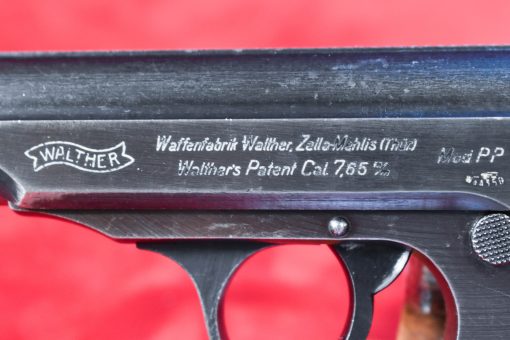 WALTHER
Waffenfabrik Walther, Zella-Mehlis (Thür)
Walther's Patent Cal. 7,65 m/m
Mod PP